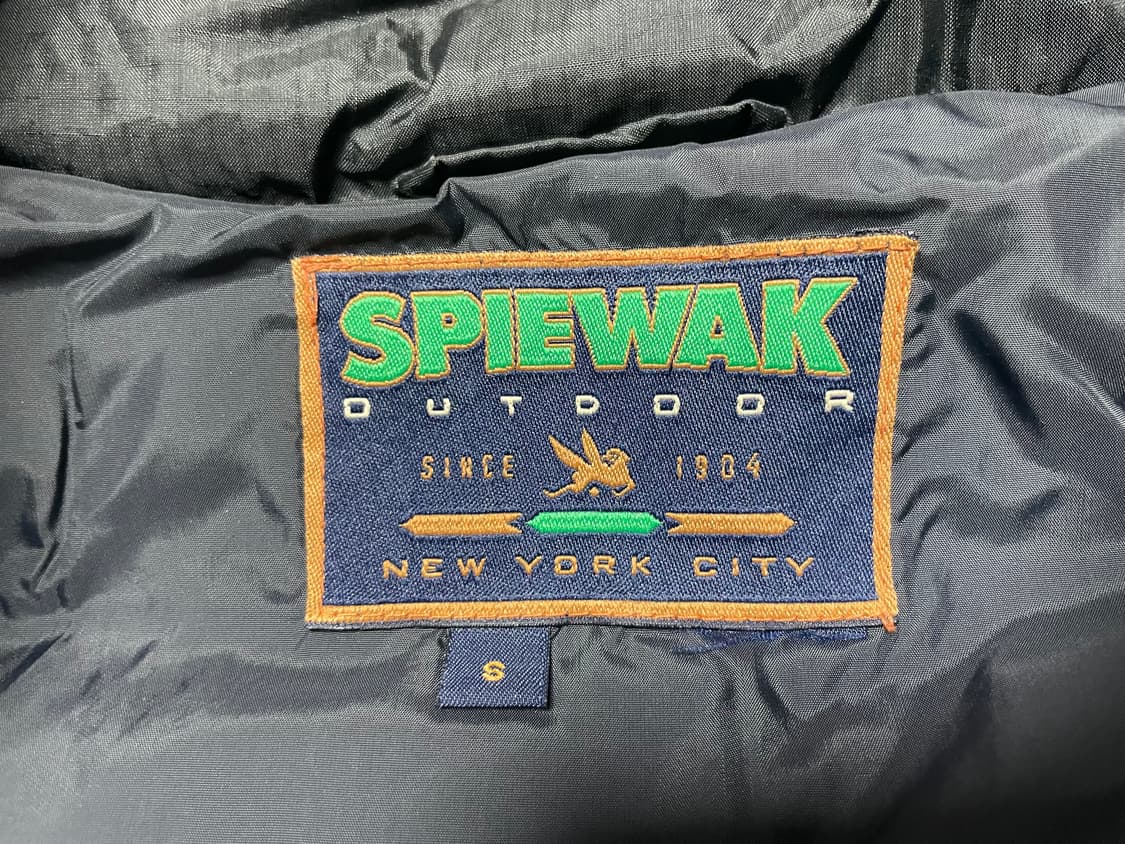 SPIEWAK
OUTDOOR
SINCE 1904
NEW YORK CITY
S